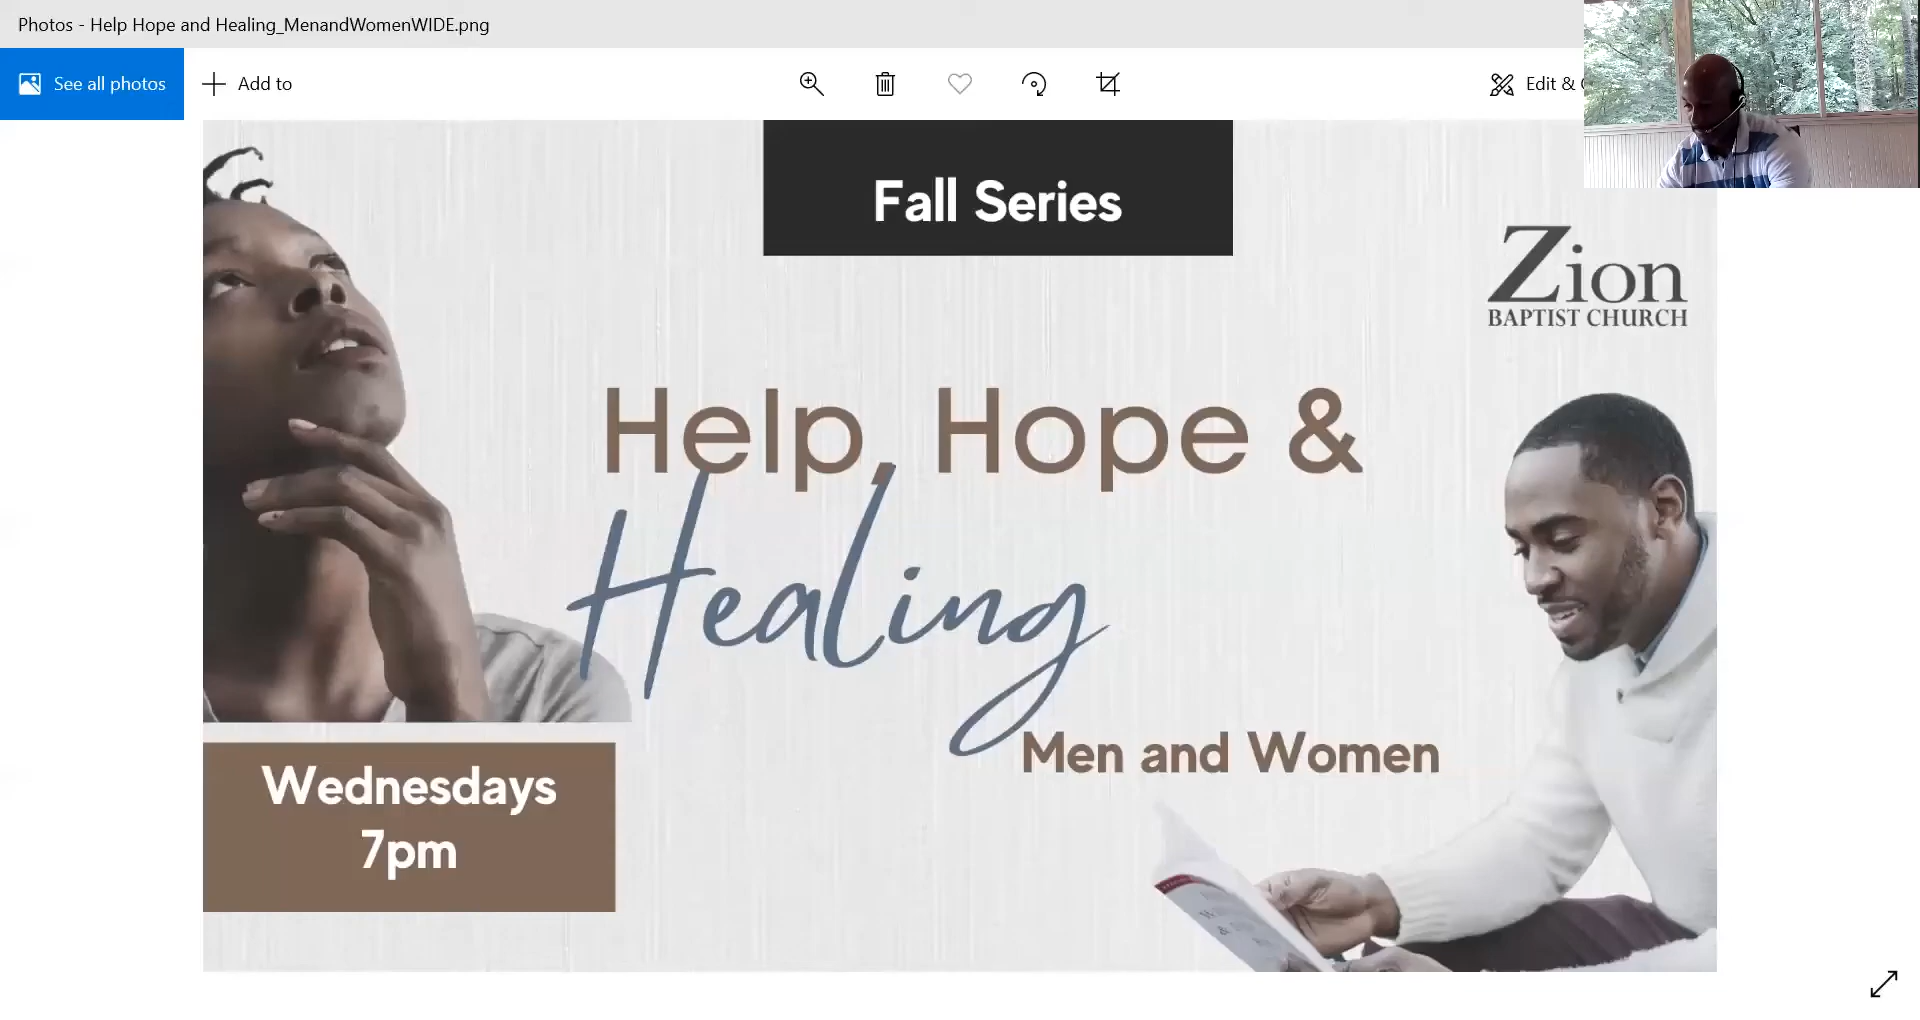 Photos - Help Hope and Healing_MenandWomenWIDE.png
See all photos
Add to
Edit &
Fall Series
Zion
BAPTIST CHURCH
Help, Hope &
Healing
Men and Women
Wednesdays
7pm